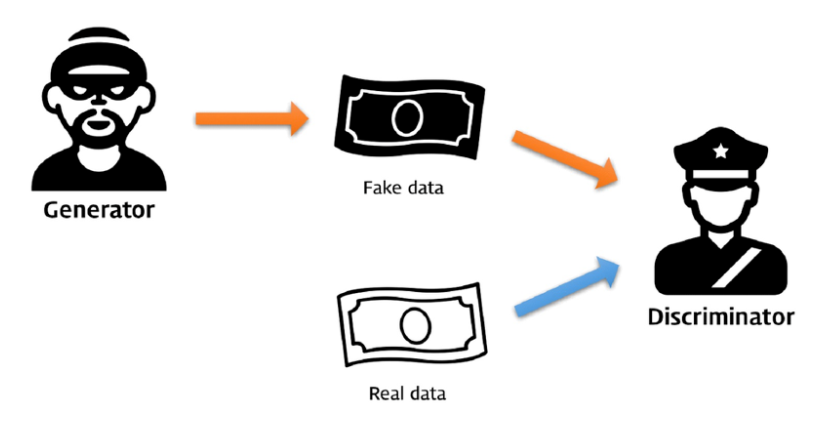 Generator
Fake data
Discriminator
Real data